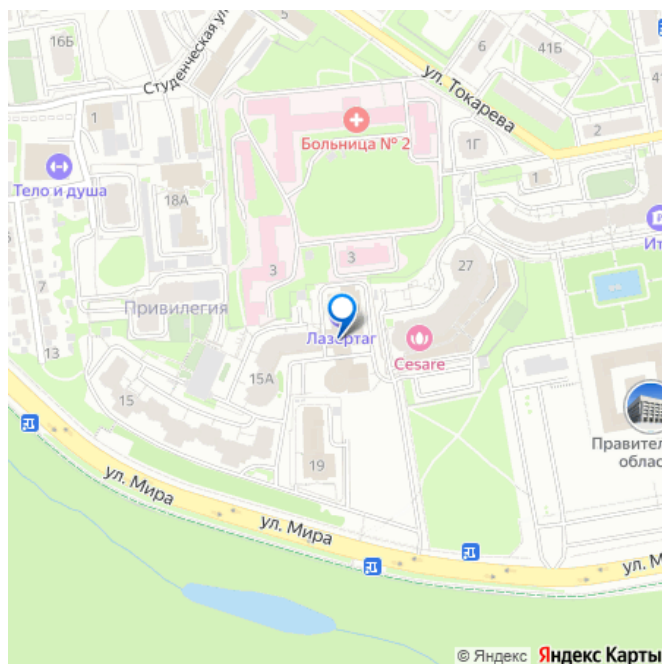 16Б
Студенческая ул
5
6
41Б
ул. Токарева
1
Больница № 2
1Г
2
Тело и душа
18А
1
3
3
27
Ит
7
Привилегия
Лазертаг
13
15А
Cesare
15
19
Правител
облас
ул. Мира
ул. Мира
ул. М
© Яндекс Яндекс Карты